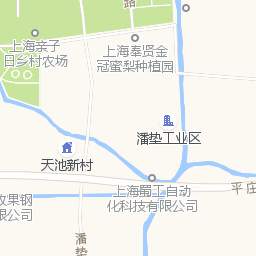 路
上海亲子
日乡村农场
上海奉贤金
冠蜜梨种植园
潘垫工业区
天池新村
上海蜀工自动
化科技有限公司
平庄
果钢
限公司
潘
垫